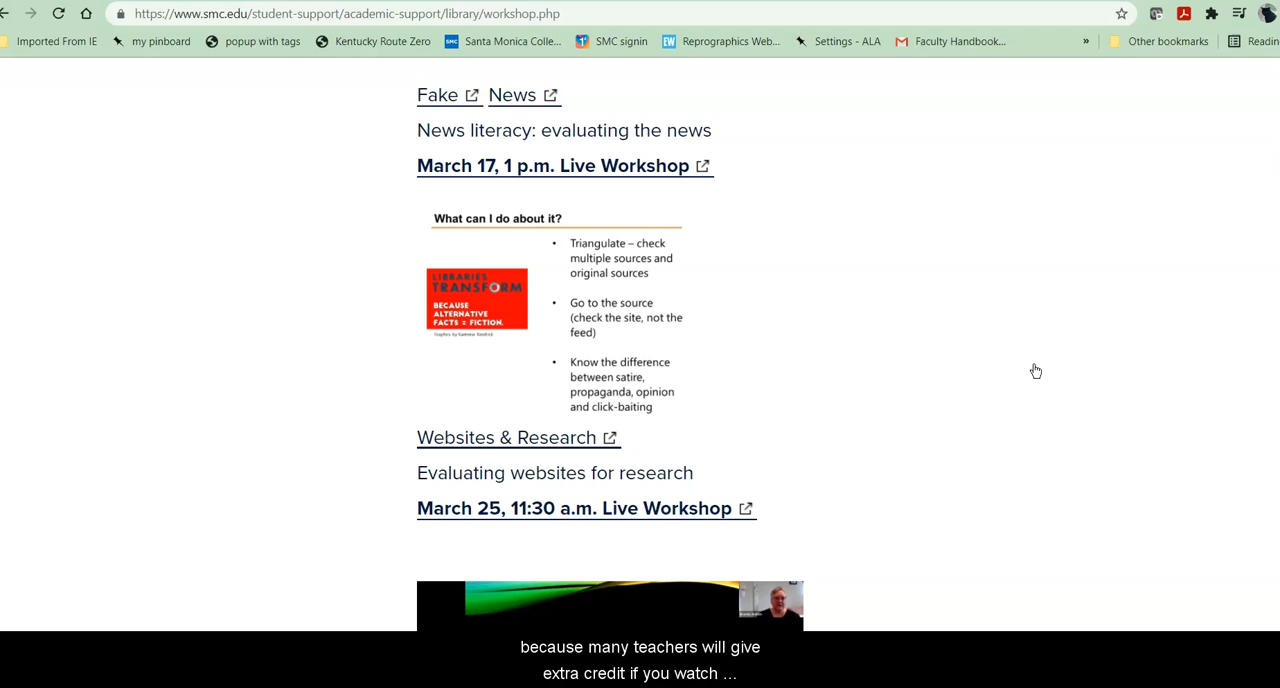 https://www.smc.edu/student-support/academic-support/library/workshop.php
Imported From IE my pinboard popup with tags Kentucky Route Zero SMC Santa Monica Colle... SMC signin EW Reprographics Web... Settings - ALA Faculty Handbook... » Other bookmarks Readin
Fake News
News literacy: evaluating the news
March 17, 1 p.m. Live Workshop
What can I do about it?
• Triangulate – check
multiple sources and
original sources
• Go to the source
(check the site, not the
feed)
• Know the difference
between satire,
propaganda, opinion
and click-baiting
LIBRARIES
TRANSFORM
BECAUSE
ALTERNATIVE
FACTS = FICTION.
Websites & Research
Evaluating websites for research
March 25, 11:30 a.m. Live Workshop
because many teachers will give
extra credit if you watch ...